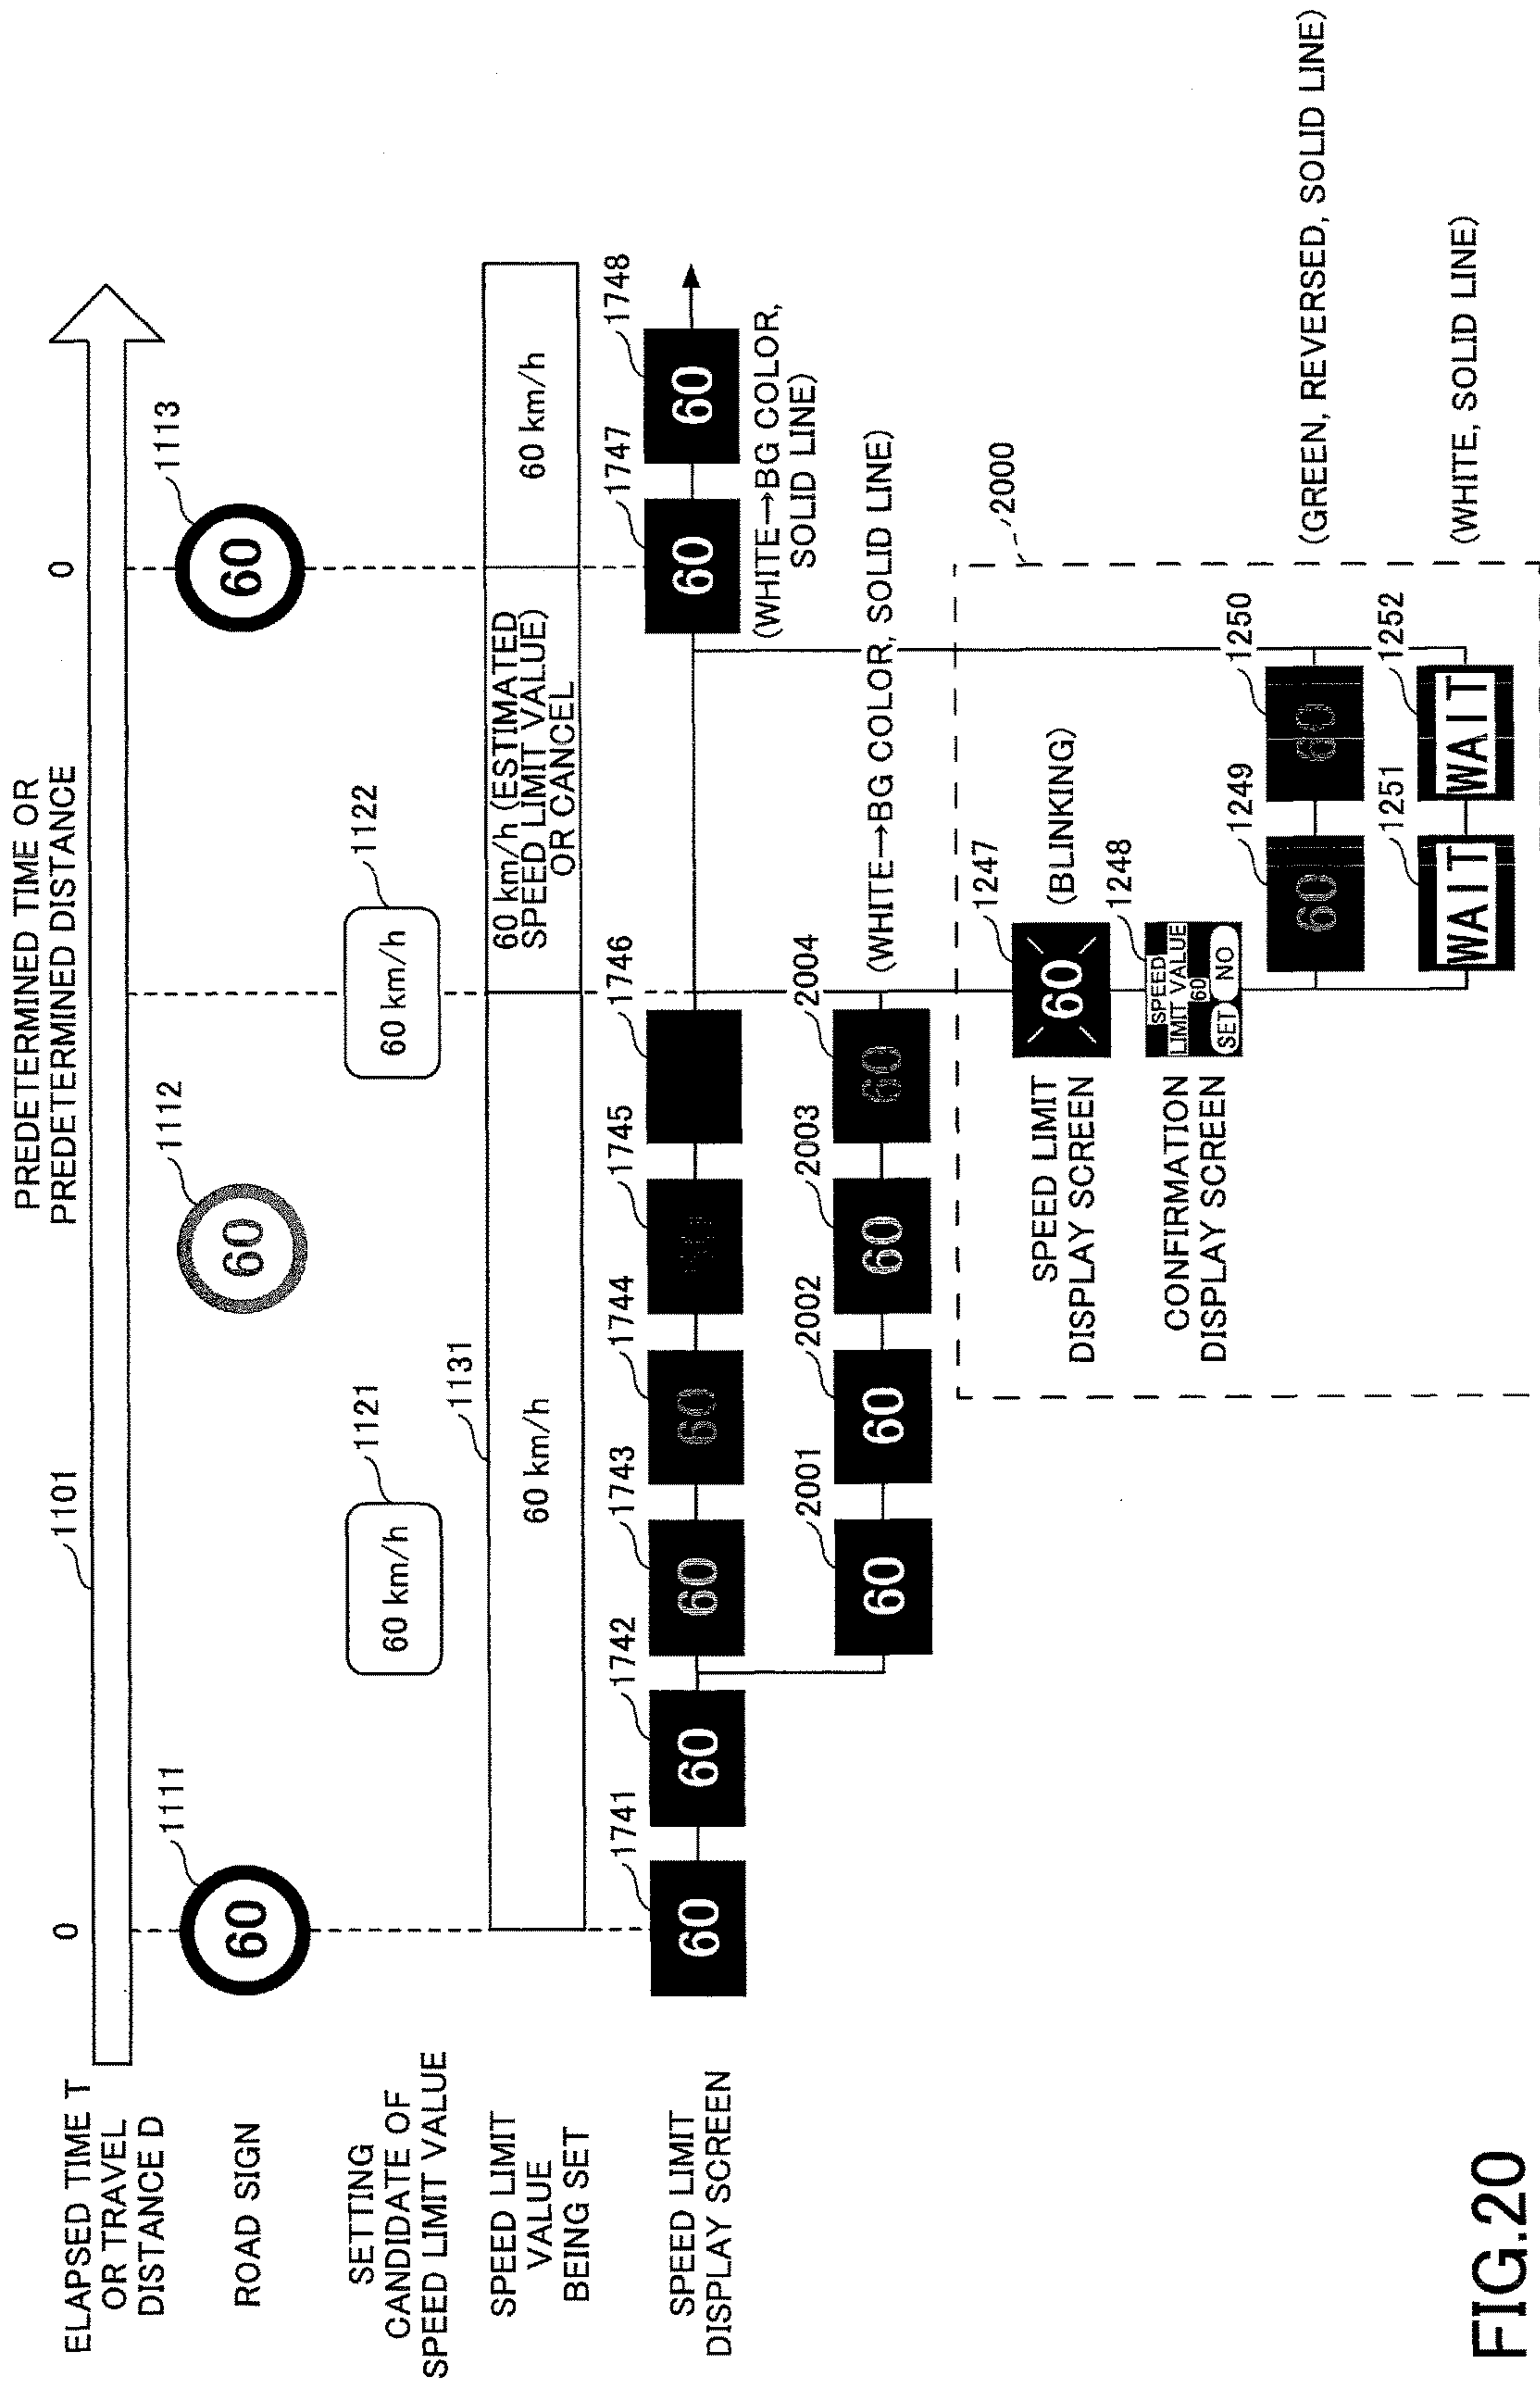 PREDETERMINED TIME OR
PREDETERMINED DISTANCE
ELAPSED TIME T
OR TRAVEL
DISTANCE D
0
0
1101
ROAD SIGN
1111
60
1112
60
1113
60
SETTING
CANDIDATE OF
SPEED LIMIT VALUE
1121
60 km/h
1122
60 km/h
SPEED LIMIT
VALUE
BEING SET
1131
60 km/h
60 km/h (ESTIMATED
SPEED LIMIT VALUE)
OR CANCEL
60 km/h
SPEED LIMIT
DISPLAY SCREEN
1741
60
1742
60
1743
60
1744
60
1745
1746
1747
60
1748
60
(WHITE→BG COLOR,
SOLID LINE)
2001
60
2002
60
2003
60
2004
60
(WHITE→BG COLOR, SOLID LINE)
2000
SPEED LIMIT
DISPLAY SCREEN
1247
60
(BLINKING)
CONFIRMATION
DISPLAY SCREEN
1248
SPEED
LIMIT VALUE
60
SET NO
1249
60
1250
60
(GREEN, REVERSED, SOLID LINE)
1251
WAIT
1252
WAIT
(WHITE, SOLID LINE)
FIG.20